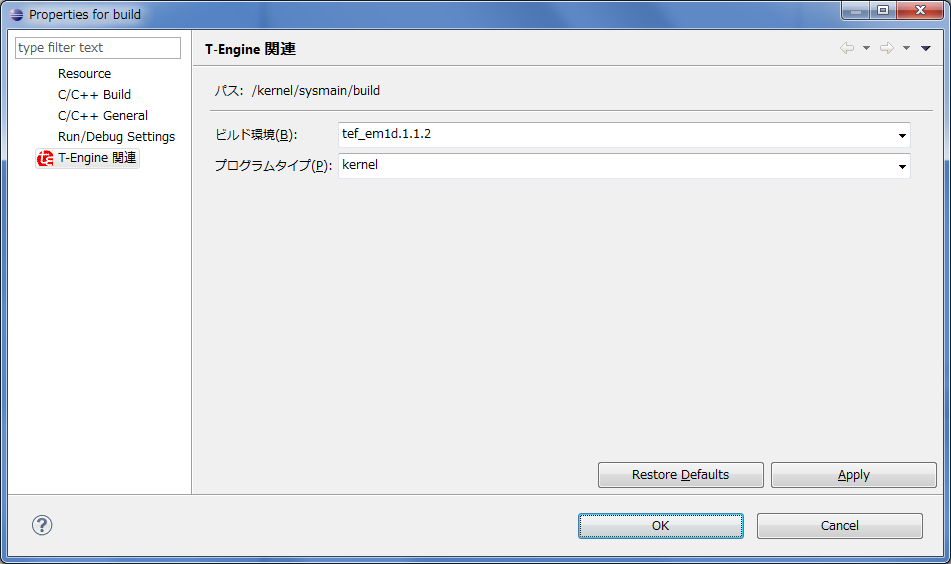 Properties for build
type filter text
Resource
C/C++ Build
C/C++ General
Run/Debug Settings
T-Engine 関連
T-Engine 関連
パス: /kernel/sysmain/build
ビルド環境(B): tef_em1d.1.1.2
プログラムタイプ(P): kernel
Restore Defaults Apply
OK Cancel